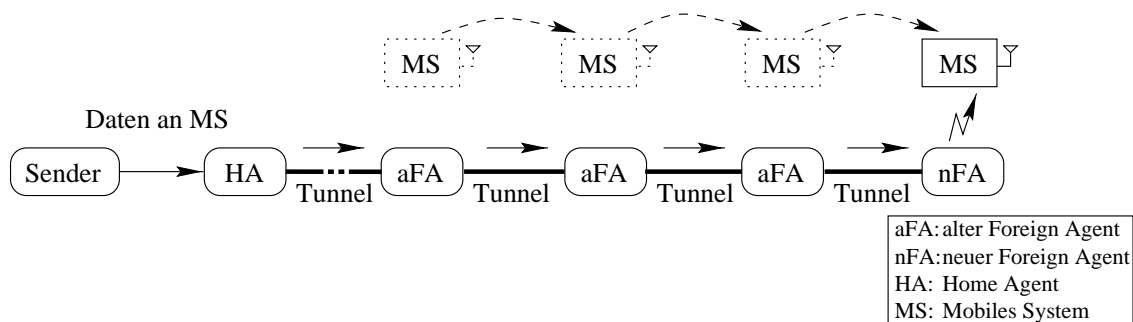 MS MS MS MS
Daten an MS
Sender HA aFA aFA aFA nFA
Tunnel Tunnel Tunnel Tunnel
aFA: alter Foreign Agent
nFA: neuer Foreign Agent
HA: Home Agent
MS: Mobiles System